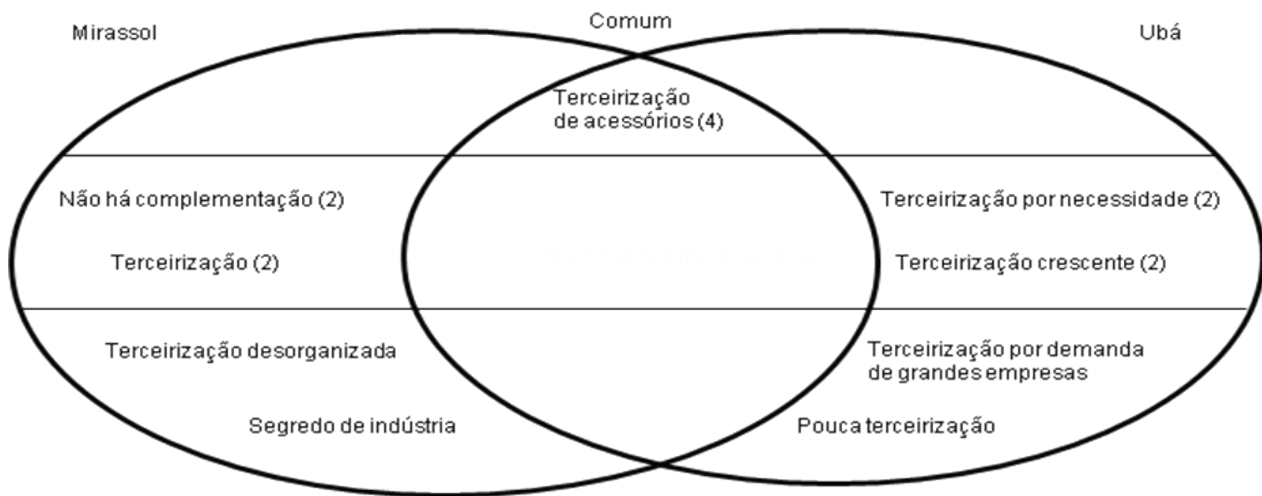 Mirassol
Comum
Ubá
Terceirização
de acessórios (4)
Não há complementação (2)
Terceirização por necessidade (2)
Terceirização (2)
Terceirização crescente (2)
Terceirização desorganizada
Terceirização por demanda
de grandes empresas
Segredo de indústria
Pouca terceirização